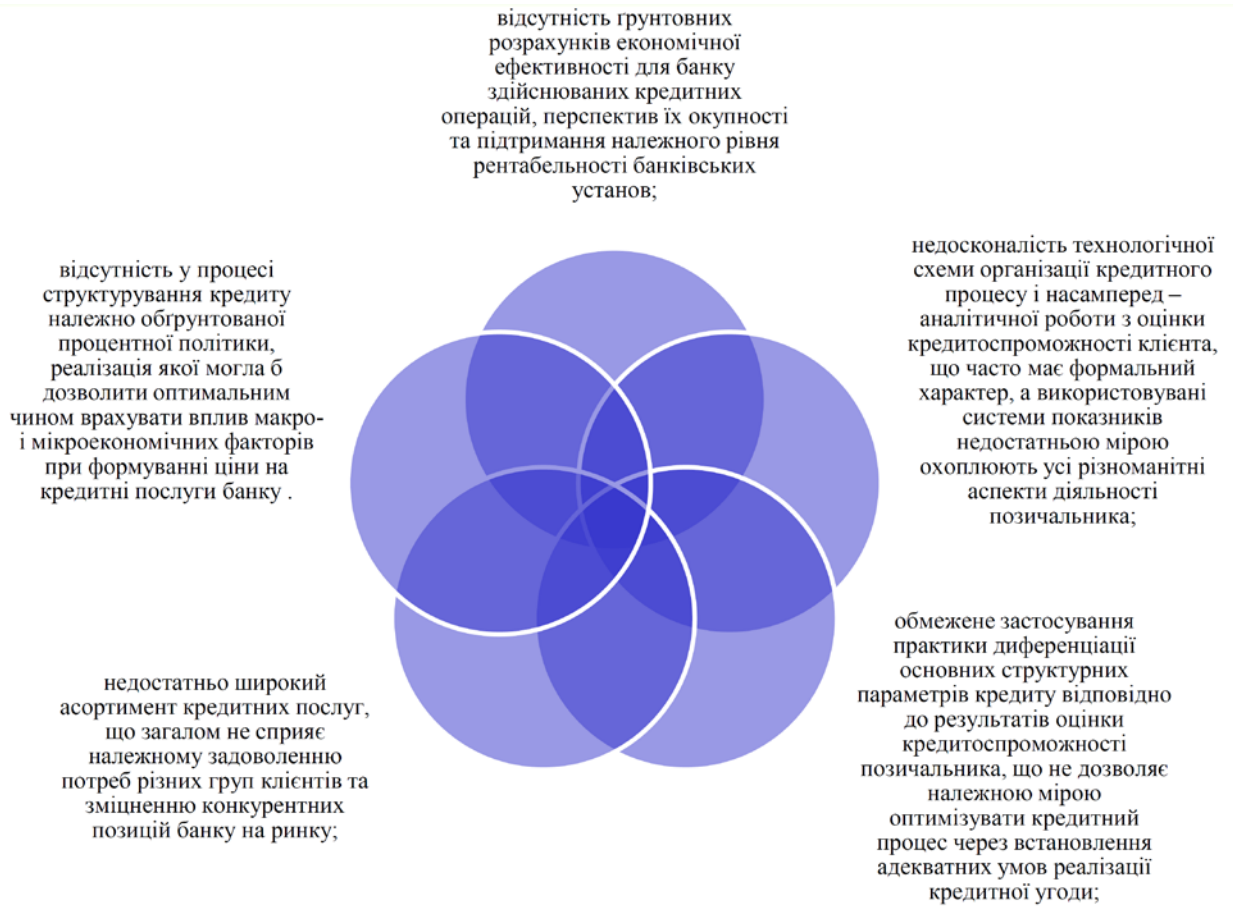 відсутність ґрунтовних
розрахунків економічної
ефективності для банку
здійснюваних кредитних
операцій, перспектив їх окупності
та підтримання належного рівня
рентабельності банківських
установ;
недосконалість технологічної
схеми організації кредитного
процесу і насамперед –
аналітичної роботи з оцінки
кредитоспроможності клієнта,
що часто має формальний
характер, а використовувані
системи показників
недостатньою мірою
охоплюють усі різноманітні
аспекти діяльності
позичальника;
обмежене застосування
практики диференціації
основних структурних
параметрів кредиту відповідно
до результатів оцінки
кредитоспроможності
позичальника, що не дозволяє
належною мірою
оптимізувати кредитний
процес через встановлення
адекватних умов реалізації
кредитної угоди;
недостатньо широкий
асортимент кредитних послуг,
що загалом не сприяє
належному задоволенню
потреб різних груп клієнтів та
зміцненню конкурентних
позицій банку на ринку;
відсутність у процесі
структурування кредиту
належно обґрунтованої
процентної політики,
реалізація якої могла б
дозволити оптимальним
чином врахувати вплив макро-
і мікроекономічних факторів
при формуванні ціни на
кредитні послуги банку .